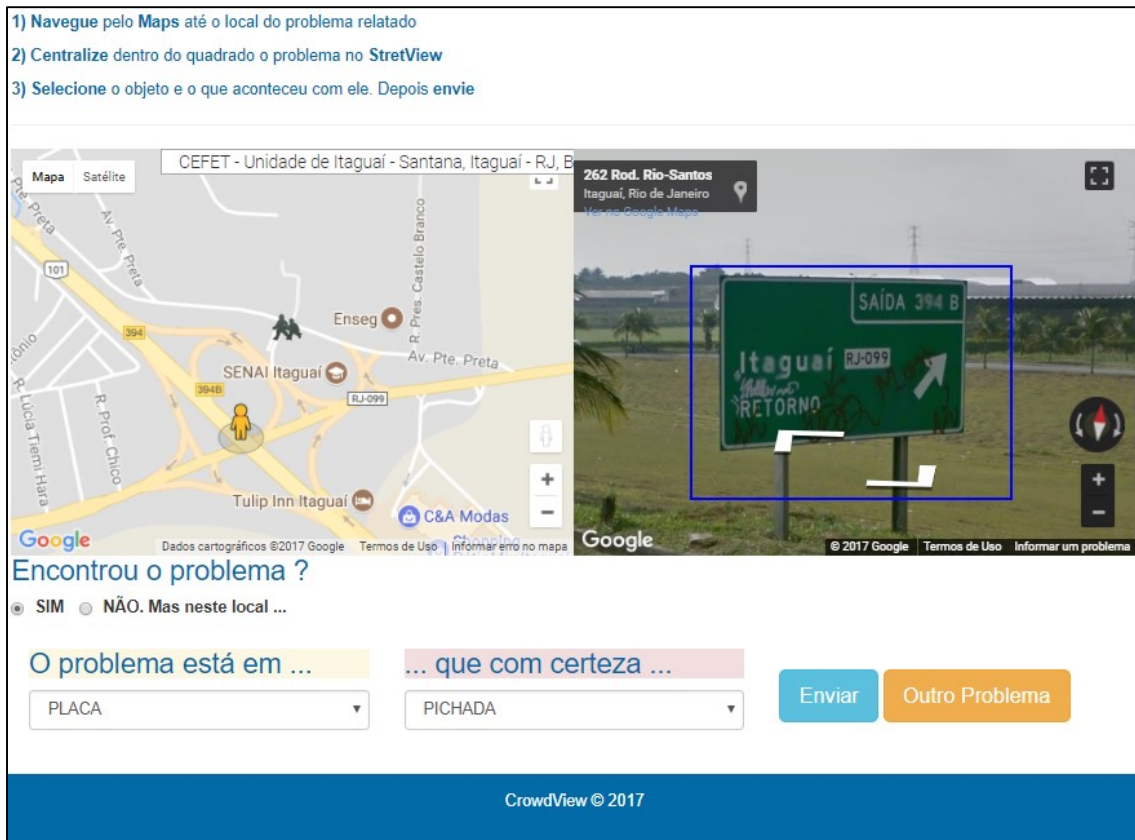 1) Navegue pelo Maps até o local do problema relatado
2) Centralize dentro do quadrado o problema no StretView
3) Selecione o objeto e o que aconteceu com ele. Depois envie
CEFET - Unidade de Itaguaí - Santana, Itaguaí - RJ, B
Mapa Satélite
Pte. Preta
Av. Pte. Preta
101
R. Pres. Castelo Branco
394
Enseg
Av. Pte. Preta
SENAI Itaguaí
394B
RJ-099
R. Lúcia Tiemi Hara
R. Prof. Chico
Tulip Inn Itaguaí
C&A Modas
Shopping
+
−
Google
Dados cartográficos ©2017 Google Termos de Uso Informar erro no mapa
262 Rod. Rio-Santos
Itaguaí, Rio de Janeiro
Ver no Google Maps
SAÍDA 394 B
Itaguaí RJ-099
RETORNO
+
−
Google
© 2017 Google Termos de Uso Informar um problema
Encontrou o problema ?
SIM NÃO. Mas neste local ...
O problema está em ... ... que com certeza ...
PLACA PICHADA Enviar Outro Problema
CrowdView © 2017